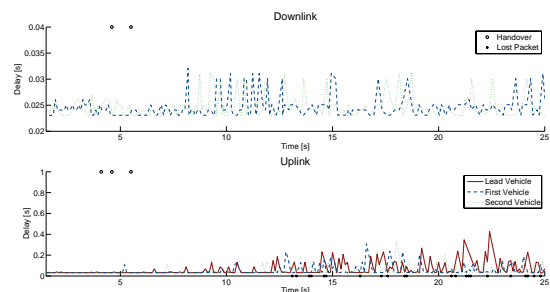 Downlink
0.04
0.035
0.03
0.025
0.02
Delay [s]
5
10
15
20
25
Time [s]
Handover
Lost Packet
Uplink
1
0.8
0.6
0.4
0.2
0
Delay [s]
5
10
15
20
25
Time [s]
Lead Vehicle
First Vehicle
Second Vehicle